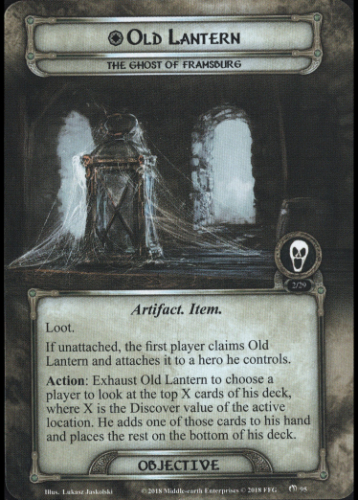 Old Lantern
The Ghost of Framsburg
2/29
Artifact. Item.
Loot.
If unattached, the first player claims Old
Lantern and attaches it to a hero he controls.
Action: Exhaust Old Lantern to choose a
player to look at the top X cards of his deck,
where X is the Discover value of the active
location. He adds one of those cards to his hand
and places the rest on the bottom of his deck.
Objective
Illus. Lukasz Jaskolski ©2018 Middle-earth Enterprises © 2018 FFG